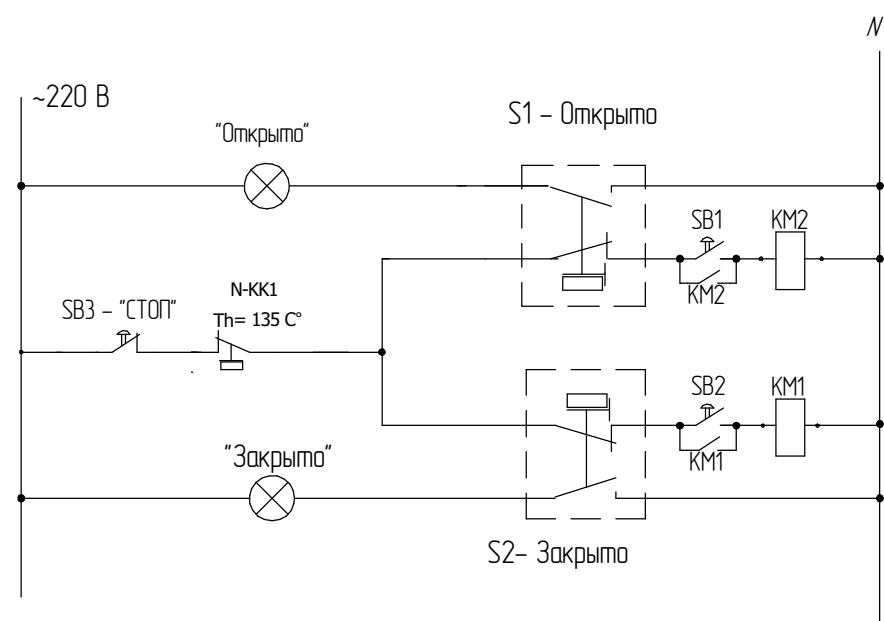 N
~220 В
S1 – Открыто
"Открыто"
SB1
KM2
KM2
N-KK1
SB3 – "СТОП"
Th= 135 C°
SB2
KM1
KM1
"Закрыто"
S2– Закрыто